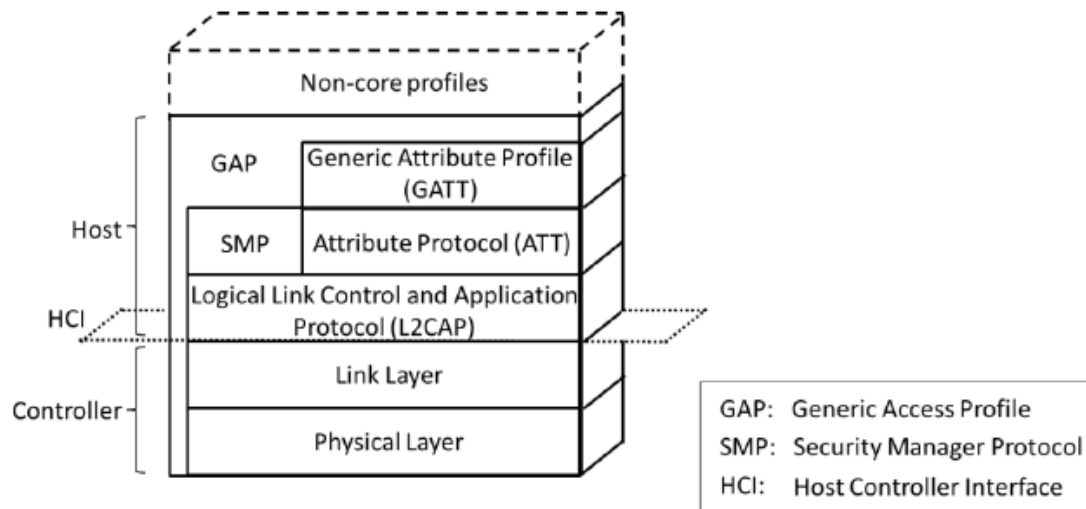 Non-core profiles
GAP
Generic Attribute Profile
(GATT)
Host
SMP
Attribute Protocol (ATT)
Logical Link Control and Application
Protocol (L2CAP)
HCI
Link Layer
Controller
Physical Layer
GAP: Generic Access Profile
SMP: Security Manager Protocol
HCI: Host Controller Interface